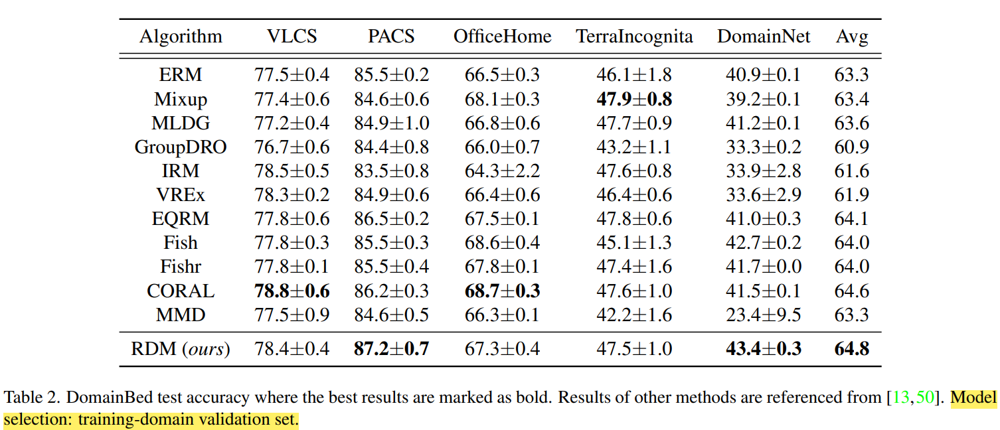 Algorithm VLCS PACS OfficeHome TerraIncognita DomainNet Avg
ERM 77.5±0.4 85.5±0.2 66.5±0.3 46.1±1.8 40.9±0.1 63.3
Mixup 77.4±0.6 84.6±0.6 68.1±0.3 47.9±0.8 39.2±0.1 63.4
MLDG 77.2±0.4 84.9±1.0 66.8±0.6 47.7±0.9 41.2±0.1 63.6
GroupDRO 76.7±0.6 84.4±0.8 66.0±0.7 43.2±1.1 33.3±0.2 60.9
IRM 78.5±0.5 83.5±0.8 64.3±2.2 47.6±0.8 33.9±2.8 61.6
VREx 78.3±0.2 84.9±0.6 66.4±0.6 46.4±0.6 33.6±2.9 61.9
EQRM 77.8±0.6 86.5±0.2 67.5±0.1 47.8±0.6 41.0±0.3 64.1
Fish 77.8±0.3 85.5±0.3 68.6±0.4 45.1±1.3 42.7±0.2 64.0
Fishr 77.8±0.1 85.5±0.4 67.8±0.1 47.4±1.6 41.7±0.0 64.0
CORAL 78.8±0.6 86.2±0.3 68.7±0.3 47.6±1.0 41.5±0.1 64.6
MMD 77.5±0.9 84.6±0.5 66.3±0.1 42.2±1.6 23.4±9.5 63.3
RDM (ours) 78.4±0.4 87.2±0.7 67.3±0.4 47.5±1.0 43.4±0.3 64.8
Table 2. DomainBed test accuracy where the best results are marked as bold. Results of other methods are referenced from [13,50]. Model
selection: training-domain validation set.